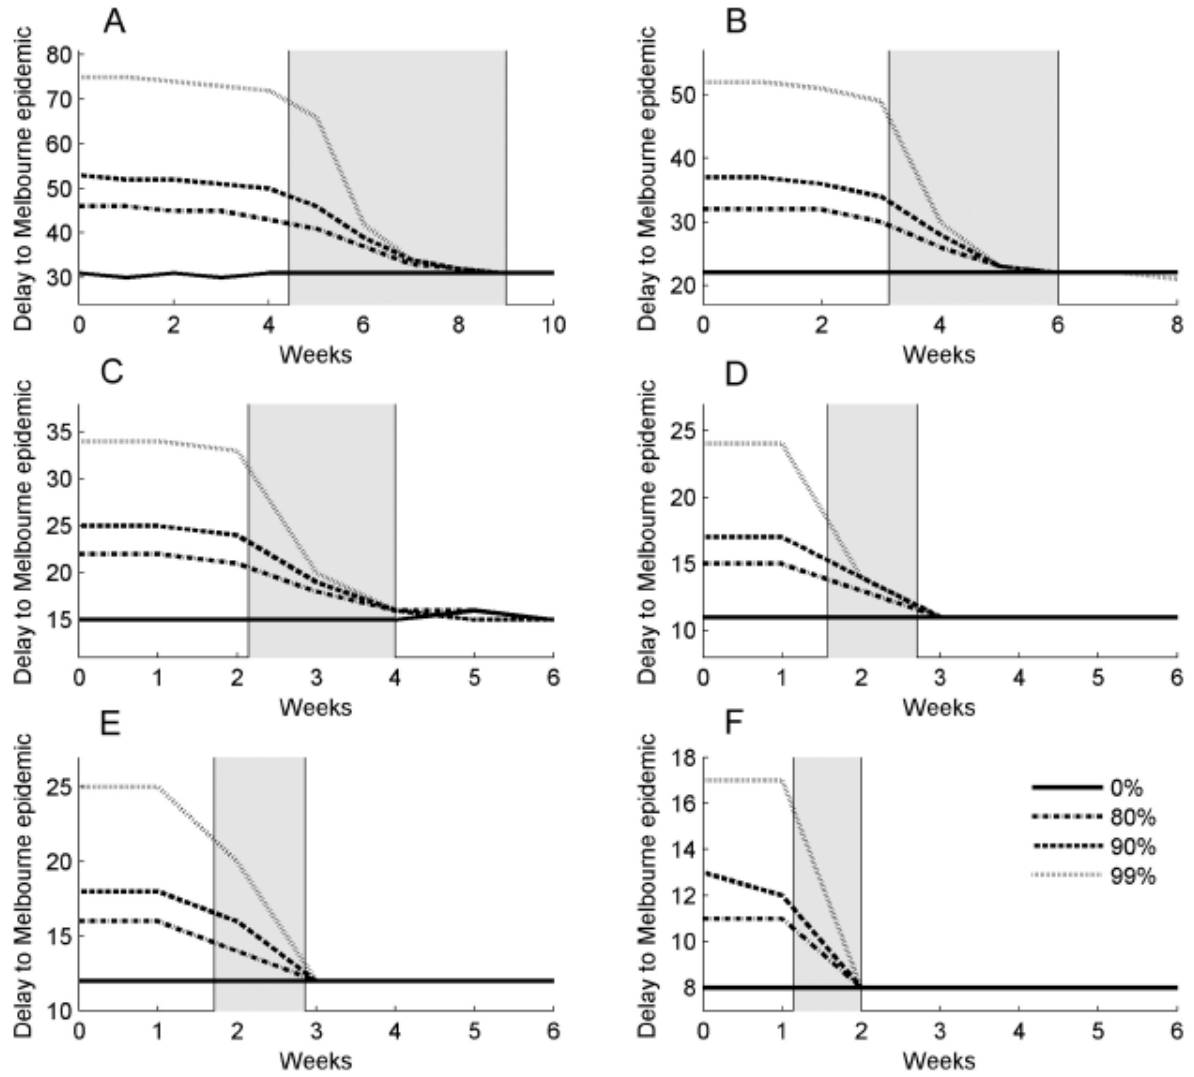 A
Delay to Melbourne epidemic
80
70
60
50
40
30
0 2 4 6 8 10
Weeks
B
Delay to Melbourne epidemic
50
40
30
20
0 2 4 6 8
Weeks
C
Delay to Melbourne epidemic
35
30
25
20
15
0 1 2 3 4 5 6
Weeks
D
Delay to Melbourne epidemic
25
20
15
10
0 1 2 3 4 5 6
Weeks
E
Delay to Melbourne epidemic
25
20
15
10
0 1 2 3 4 5 6
Weeks
F
Delay to Melbourne epidemic
18
16
14
12
10
8
0 1 2 3 4 5 6
Weeks
0%
80%
90%
99%